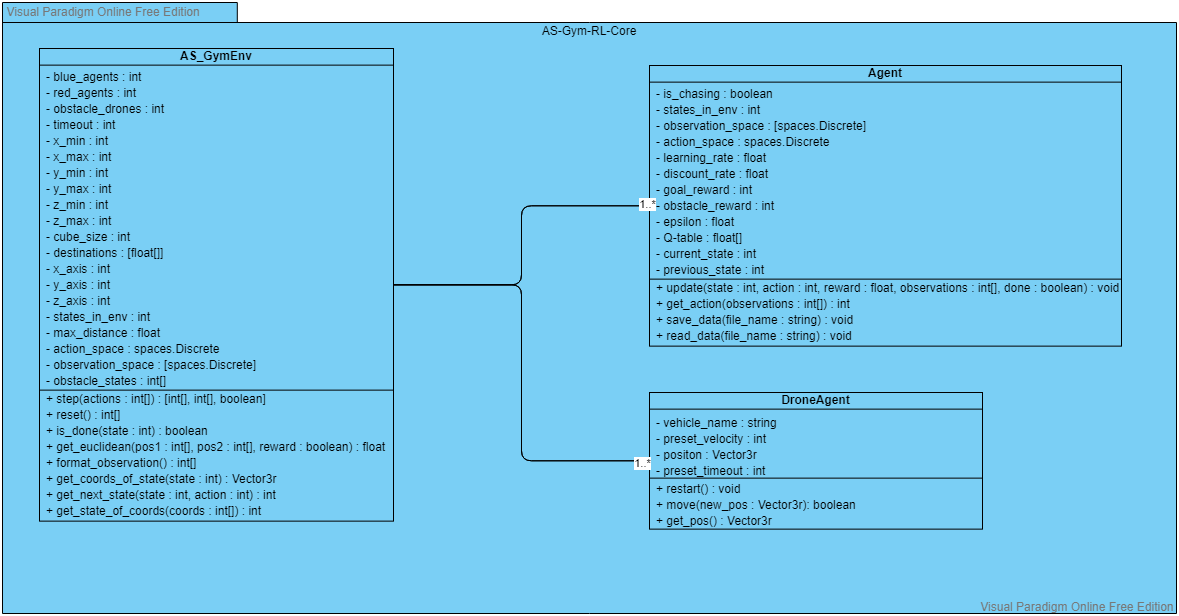 Visual Paradigm Online Free Edition
AS-Gym-RL-Core
AS_GymEnv
- blue_agents : int
- red_agents : int
- obstacle_drones : int
- timeout : int
- x_min : int
- x_max : int
- y_min : int
- y_max : int
- z_min : int
- z_max : int
- cube_size : int
- destinations : [float[]]
- x_axis : int
- y_axis : int
- z_axis : int
- states_in_env : int
- max_distance : float
- action_space : spaces.Discrete
- observation_space : [spaces.Discrete]
- obstacle_states : int[]
+ step(actions : int[]) : [int[], int[], boolean]
+ reset() : int[]
+ is_done(state : int) : boolean
+ get_euclidean(pos1 : int[], pos2 : int[], reward : boolean) : float
+ format_observation() : int[]
+ get_coords_of_state(state : int) : Vector3r
+ get_next_state(state : int, action : int) : int
+ get_state_of_coords(coords : int[]) : int
Agent
- is_chasing : boolean
- states_in_env : int
- observation_space : [spaces.Discrete]
- action_space : spaces.Discrete
- learning_rate : float
- discount_rate : float
- goal_reward : int
1..*
- obstacle_reward : int
- epsilon : float
- Q-table : float[]
- current_state : int
- previous_state : int
+ update(state : int, action : int, reward : float, observations : int[], done : boolean) : void
+ get_action(observations : int[]) : int
+ save_data(file_name : string) : void
+ read_data(file_name : string) : void
DroneAgent
- vehicle_name : string
- preset_velocity : int
- positon : Vector3r
1..*
- preset_timeout : int
+ restart() : void
+ move(new_pos : Vector3r): boolean
+ get_pos() : Vector3r
Visual Paradigm Online Free Edition